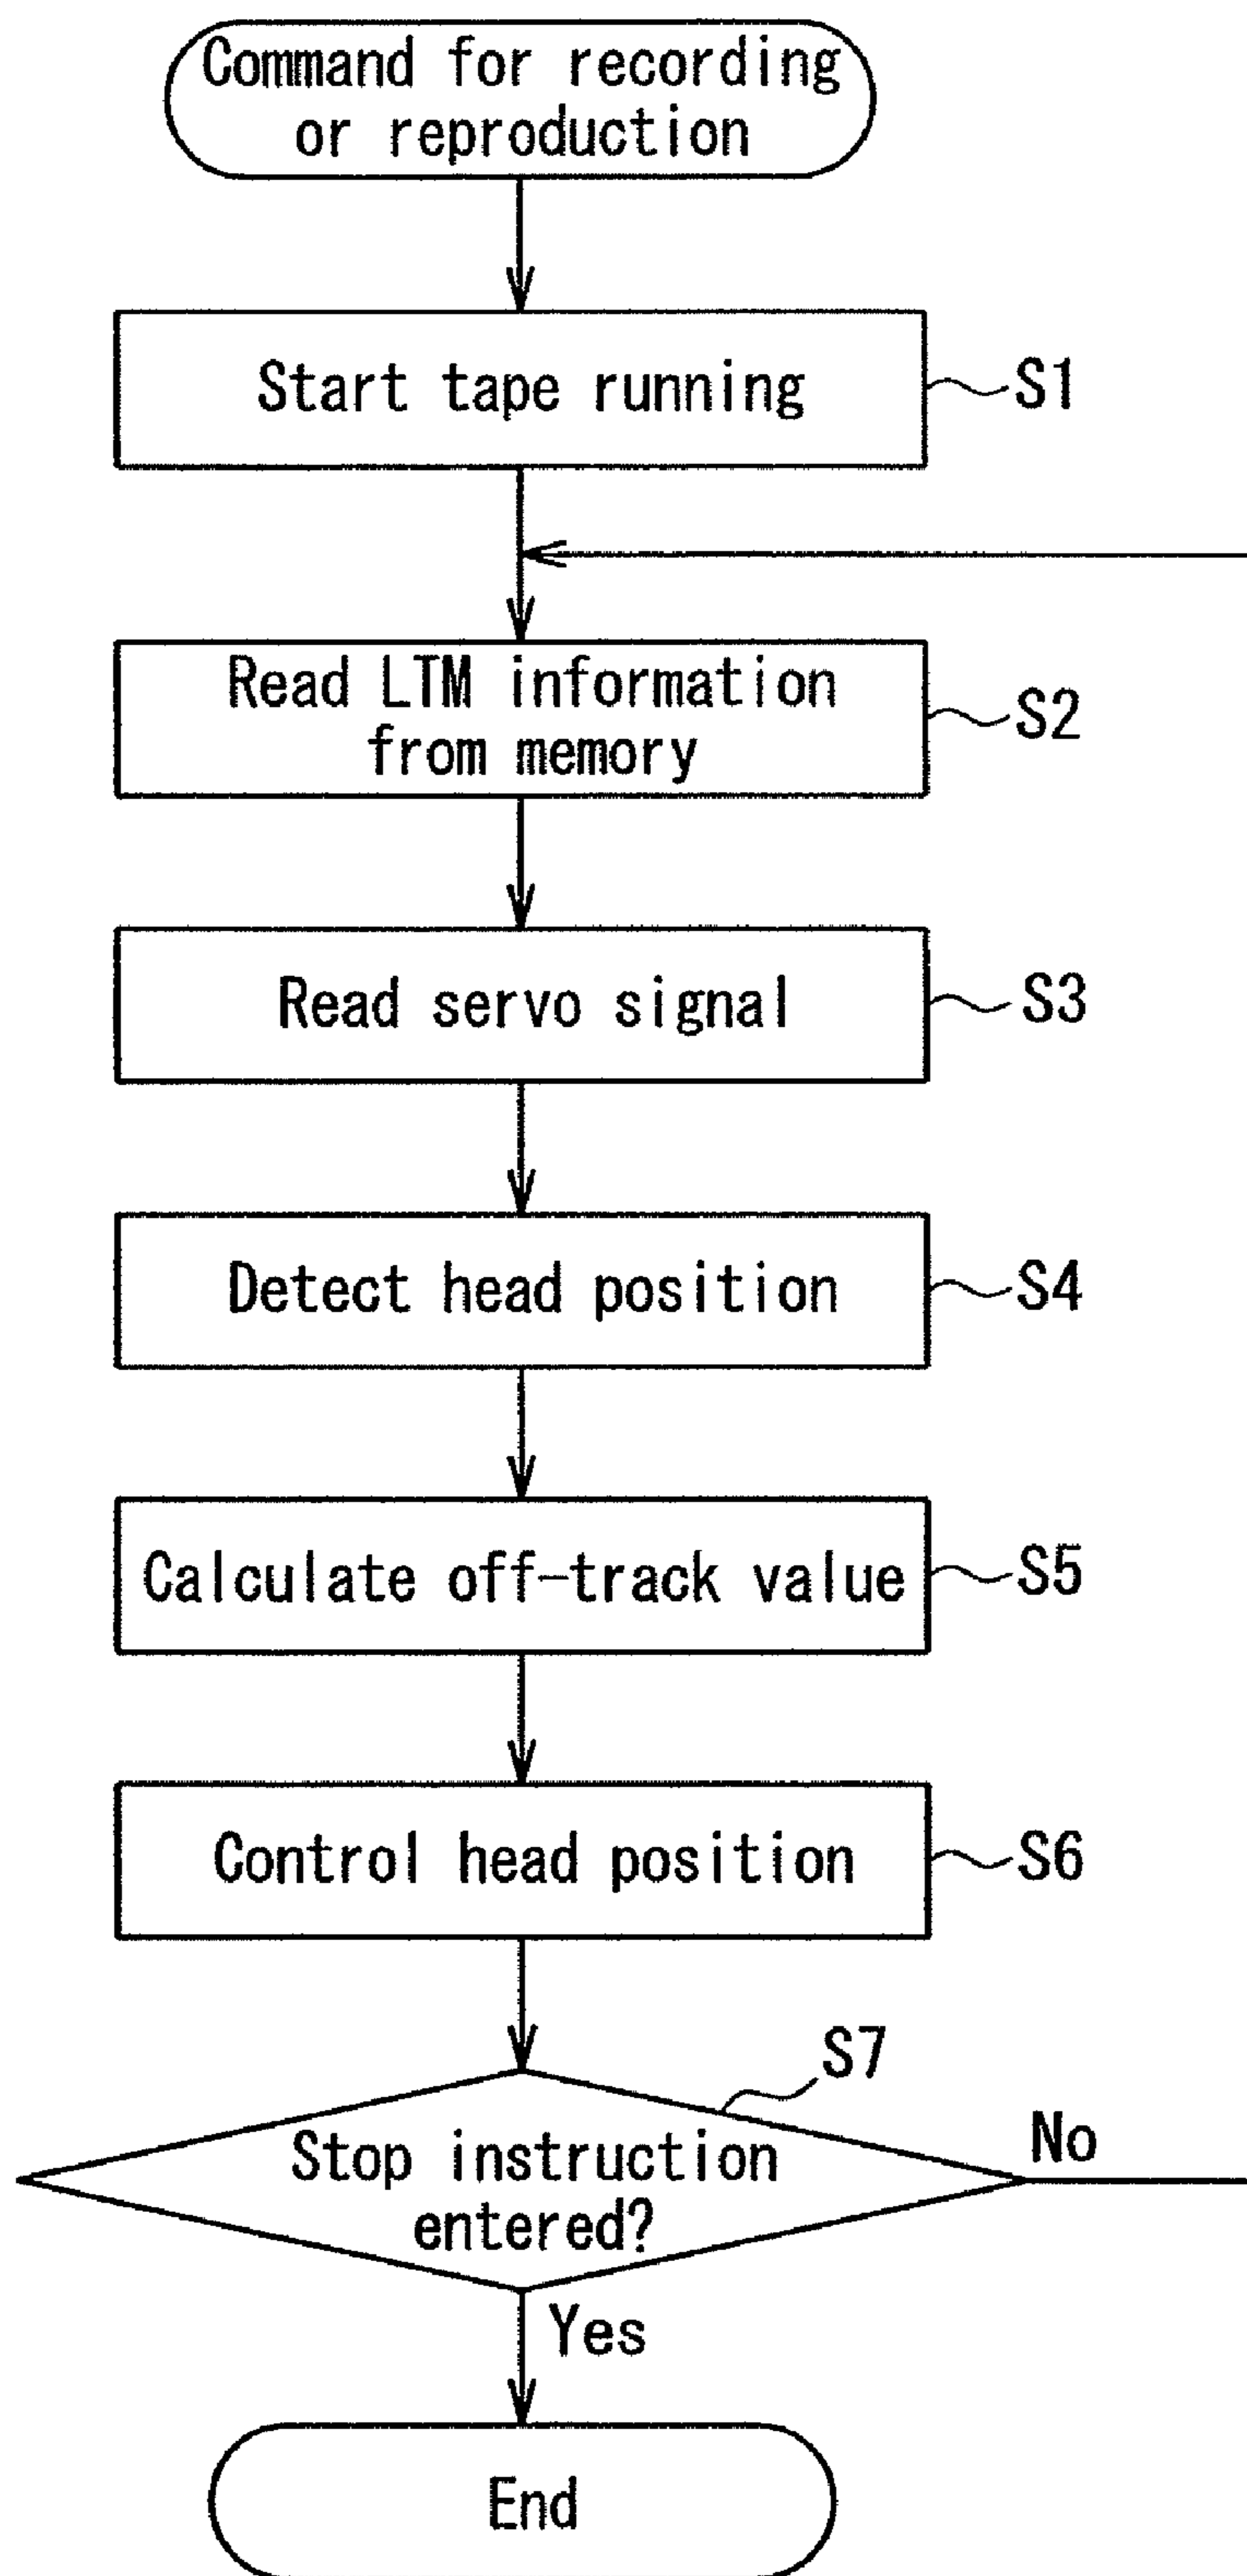 Command for recording
or reproduction
Start tape running
S1
Read LTM information
from memory
S2
Read servo signal
S3
Detect head position
S4
Calculate off-track value
S5
Control head position
S6
S7
Stop instruction
entered?
No
Yes
End